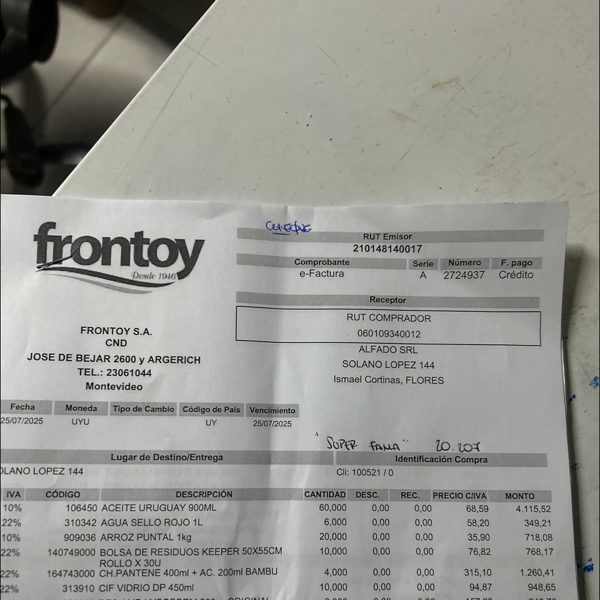 frontoy
Desde 1946
FRONTOY S.A.
CND
JOSE DE BEJAR 2600 y ARGERICH
TEL.: 23061044
Montevideo
RUT Emisor
210148140017
Comprobante Serie Número F. pago
e-Factura A 2724937 Crédito
Receptor
RUT COMPRADOR
060109340012
ALFADO SRL
SOLANO LOPEZ 144
Ismael Cortinas, FLORES
Fecha Moneda Tipo de Cambio Código de País Vencimiento
25/07/2025 UYU UY 25/07/2025
"SUPER FAMA" 20.207
Lugar de Destino/Entrega Identificación Compra
OLANO LOPEZ 144 Cli: 100521 / 0
IVA CÓDIGO DESCRIPCIÓN CANTIDAD DESC. REC. PRECIO C/IVA MONTO
10% 106450 ACEITE URUGUAY 900ML 60,000 0,00 0,00 68,59 4.115,52
22% 310342 AGUA SELLO ROJO 1L 6,000 0,00 0,00 58,20 349,21
10% 909036 ARROZ PUNTAL 1kg 20,000 0,00 0,00 35,90 718,08
22% 140749000 BOLSA DE RESIDUOS KEEPER 50X55CM 10,000 0,00 0,00 76,82 768,17
ROLLO X 30U
22% 164743000 CH.PANTENE 400ml + AC. 200ml BAMBU 4,000 0,00 0,00 315,10 1.260,41
22% 313910 CIF VIDRIO DP 450ml 10,000 0,00 0,00 94,87 948,65